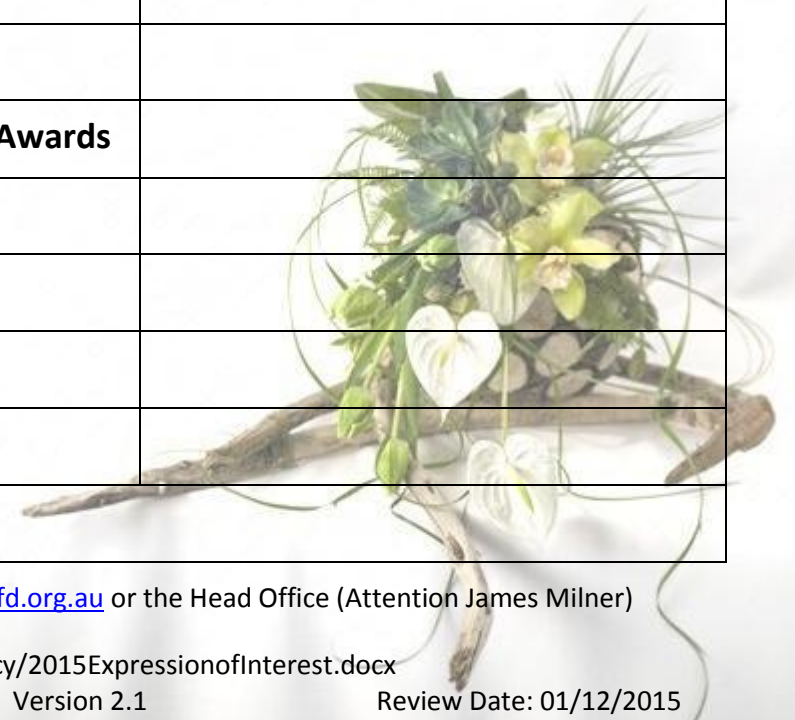 Awards
fd.org.au or the Head Office (Attention James Milner)
cy/2015ExpressionofInterest.docx
Version 2.1 Review Date: 01/12/2015